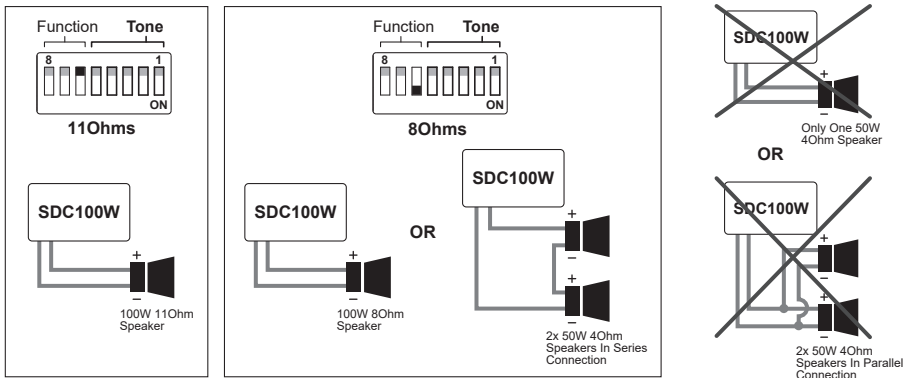 Function Tone
8 1
ON
11Ohms
SDC100W
+
–
100W 11Ohm
Speaker
Function Tone
8 1
ON
8Ohms
SDC100W
+
–
100W 8Ohm
Speaker
OR
SDC100W
+
–
+
–
2x 50W 4Ohm
Speakers In Series
Connection
SDC100W
+
–
Only One 50W
4Ohm Speaker
OR
SDC100W
+
–
+
–
2x 50W 4Ohm
Speakers In Parallel
Connection